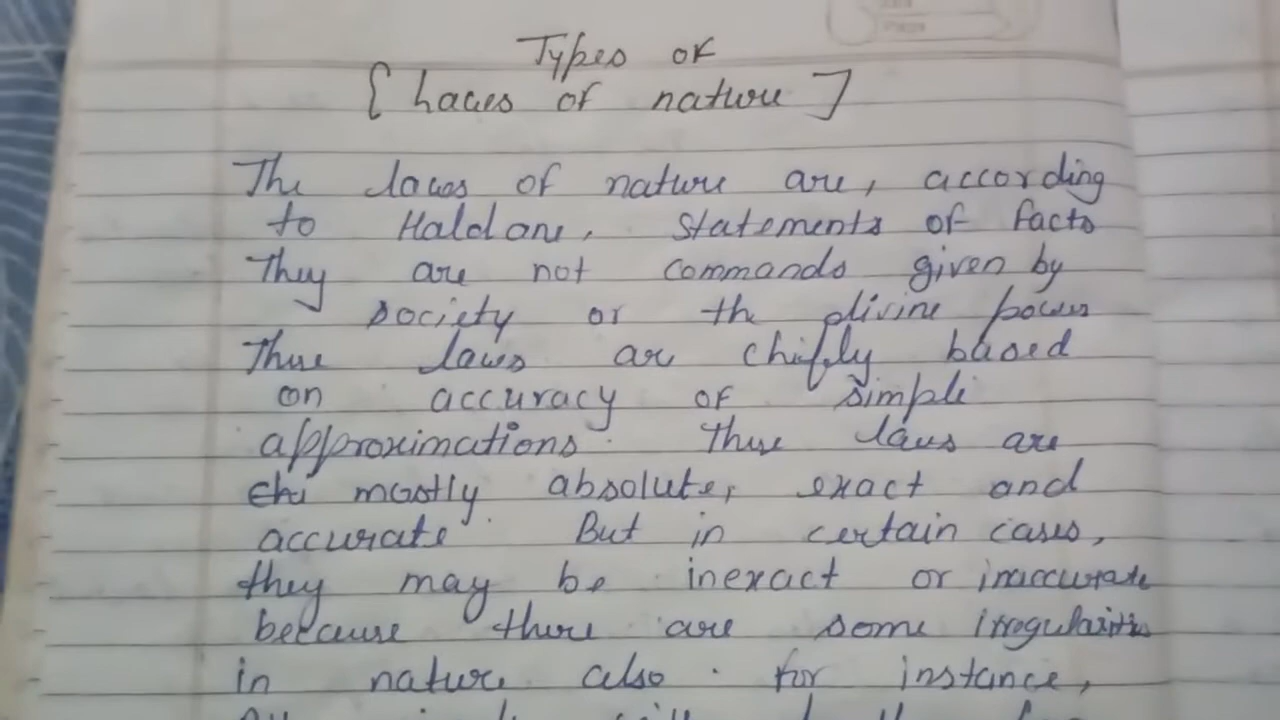 Types of
[Laws of nature]
The laws of nature are, according
to Haldane, statements of facts
They are not commands given by
society or the divine power
These laws are chiefly based
on accuracy of simple
approximations. These laws are
chi mostly absolute, exact and
accurate. But in certain cases,
they may be inexact or inaccurate
because there are some irregularities
in nature also. for instance,